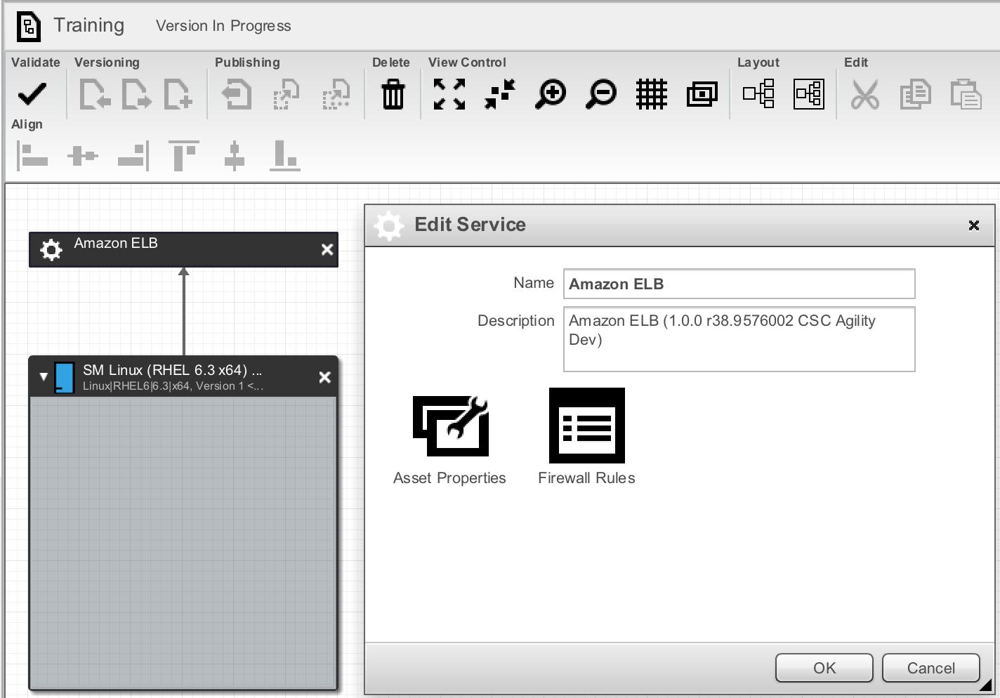 Training
Version In Progress
Validate
Versioning
Publishing
Delete
View Control
Layout
Edit
Align
Amazon ELB
SM Linux (RHEL 6.3 x64) ...
Linux|RHEL6|6.3|x64, Version 1 <...
Edit Service
Name
Amazon ELB
Description
Amazon ELB (1.0.0 r38.9576002 CSC Agility
Dev)
Asset Properties
Firewall Rules
OK
Cancel